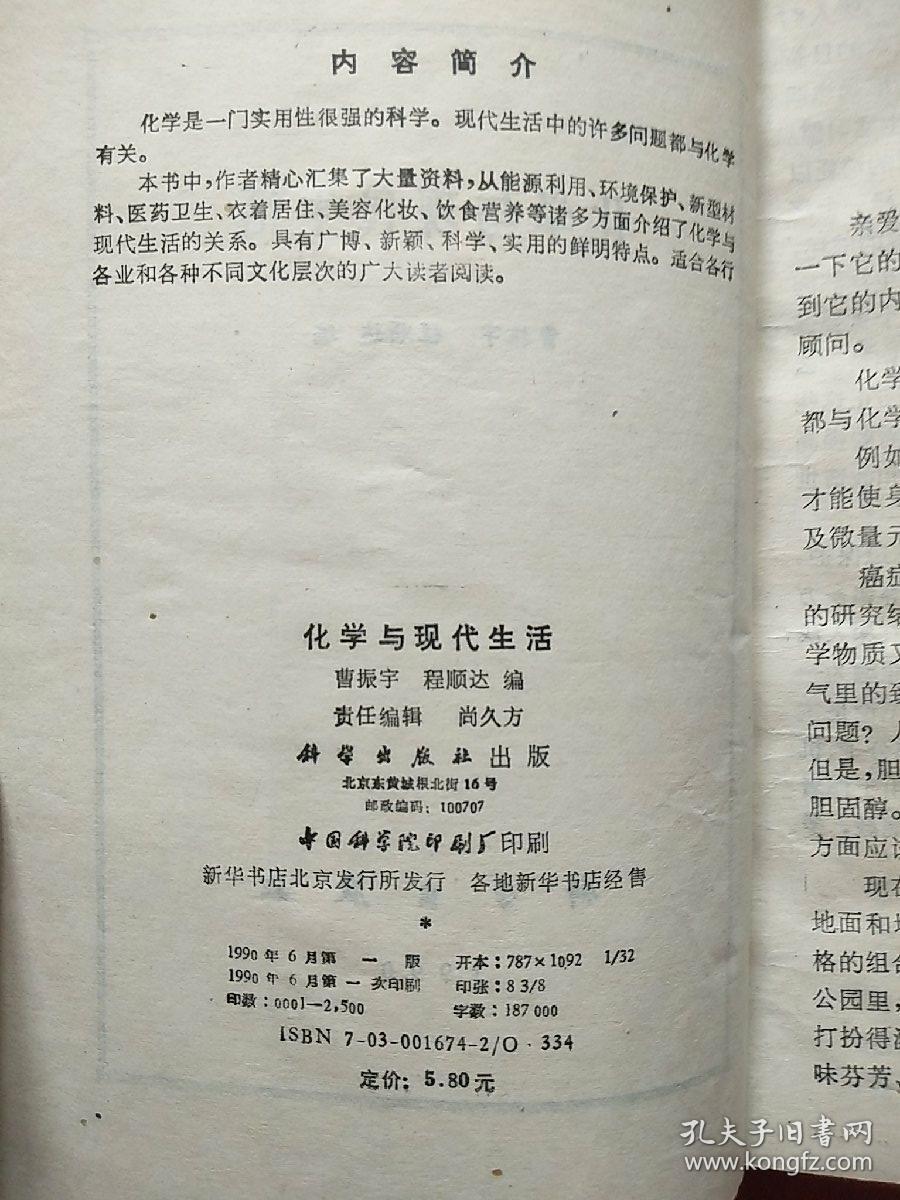 内容简介
化学是一门实用性很强的科学。现代生活中的许多问题都与化学
有关。
本书中，作者精心汇集了大量资料，从能源利用、环境保护、新型材
料、医药卫生、衣着居住、美容化妆、饮食营养等诸多方面介绍了化学与
现代生活的关系。具有广博、新颖、科学、实用的鲜明特点。适合各行
各业和各种不同文化层次的广大读者阅读。
化学与现代生活
曹振宇 程顺达 编
责任编辑 尚久方
科学出版社 出版
北京东黄城根北街16号
邮政编码：100707
中国科学院印刷厂印刷
新华书店北京发行所发行 各地新华书店经售
*
1990年6月第一版 开本：787×1092 1/32
1990年6月第一次印刷 印张：8 3/8
印数：0001—2,500 字数：187 000
ISBN 7-03-001674-2/O·334
定价：5.80元
亲爱
一下它的
到它的内
顾问。
化学
都与化学
例如
才能使身
及微量元
癌症
的研究结
学物质又
气里的致
问题？人
但是，胆
胆固醇。
方面应该
现在
地面和
格的组合
公园里，
打扮得
味芬芳、
孔夫子旧书网
www.kongfz.com